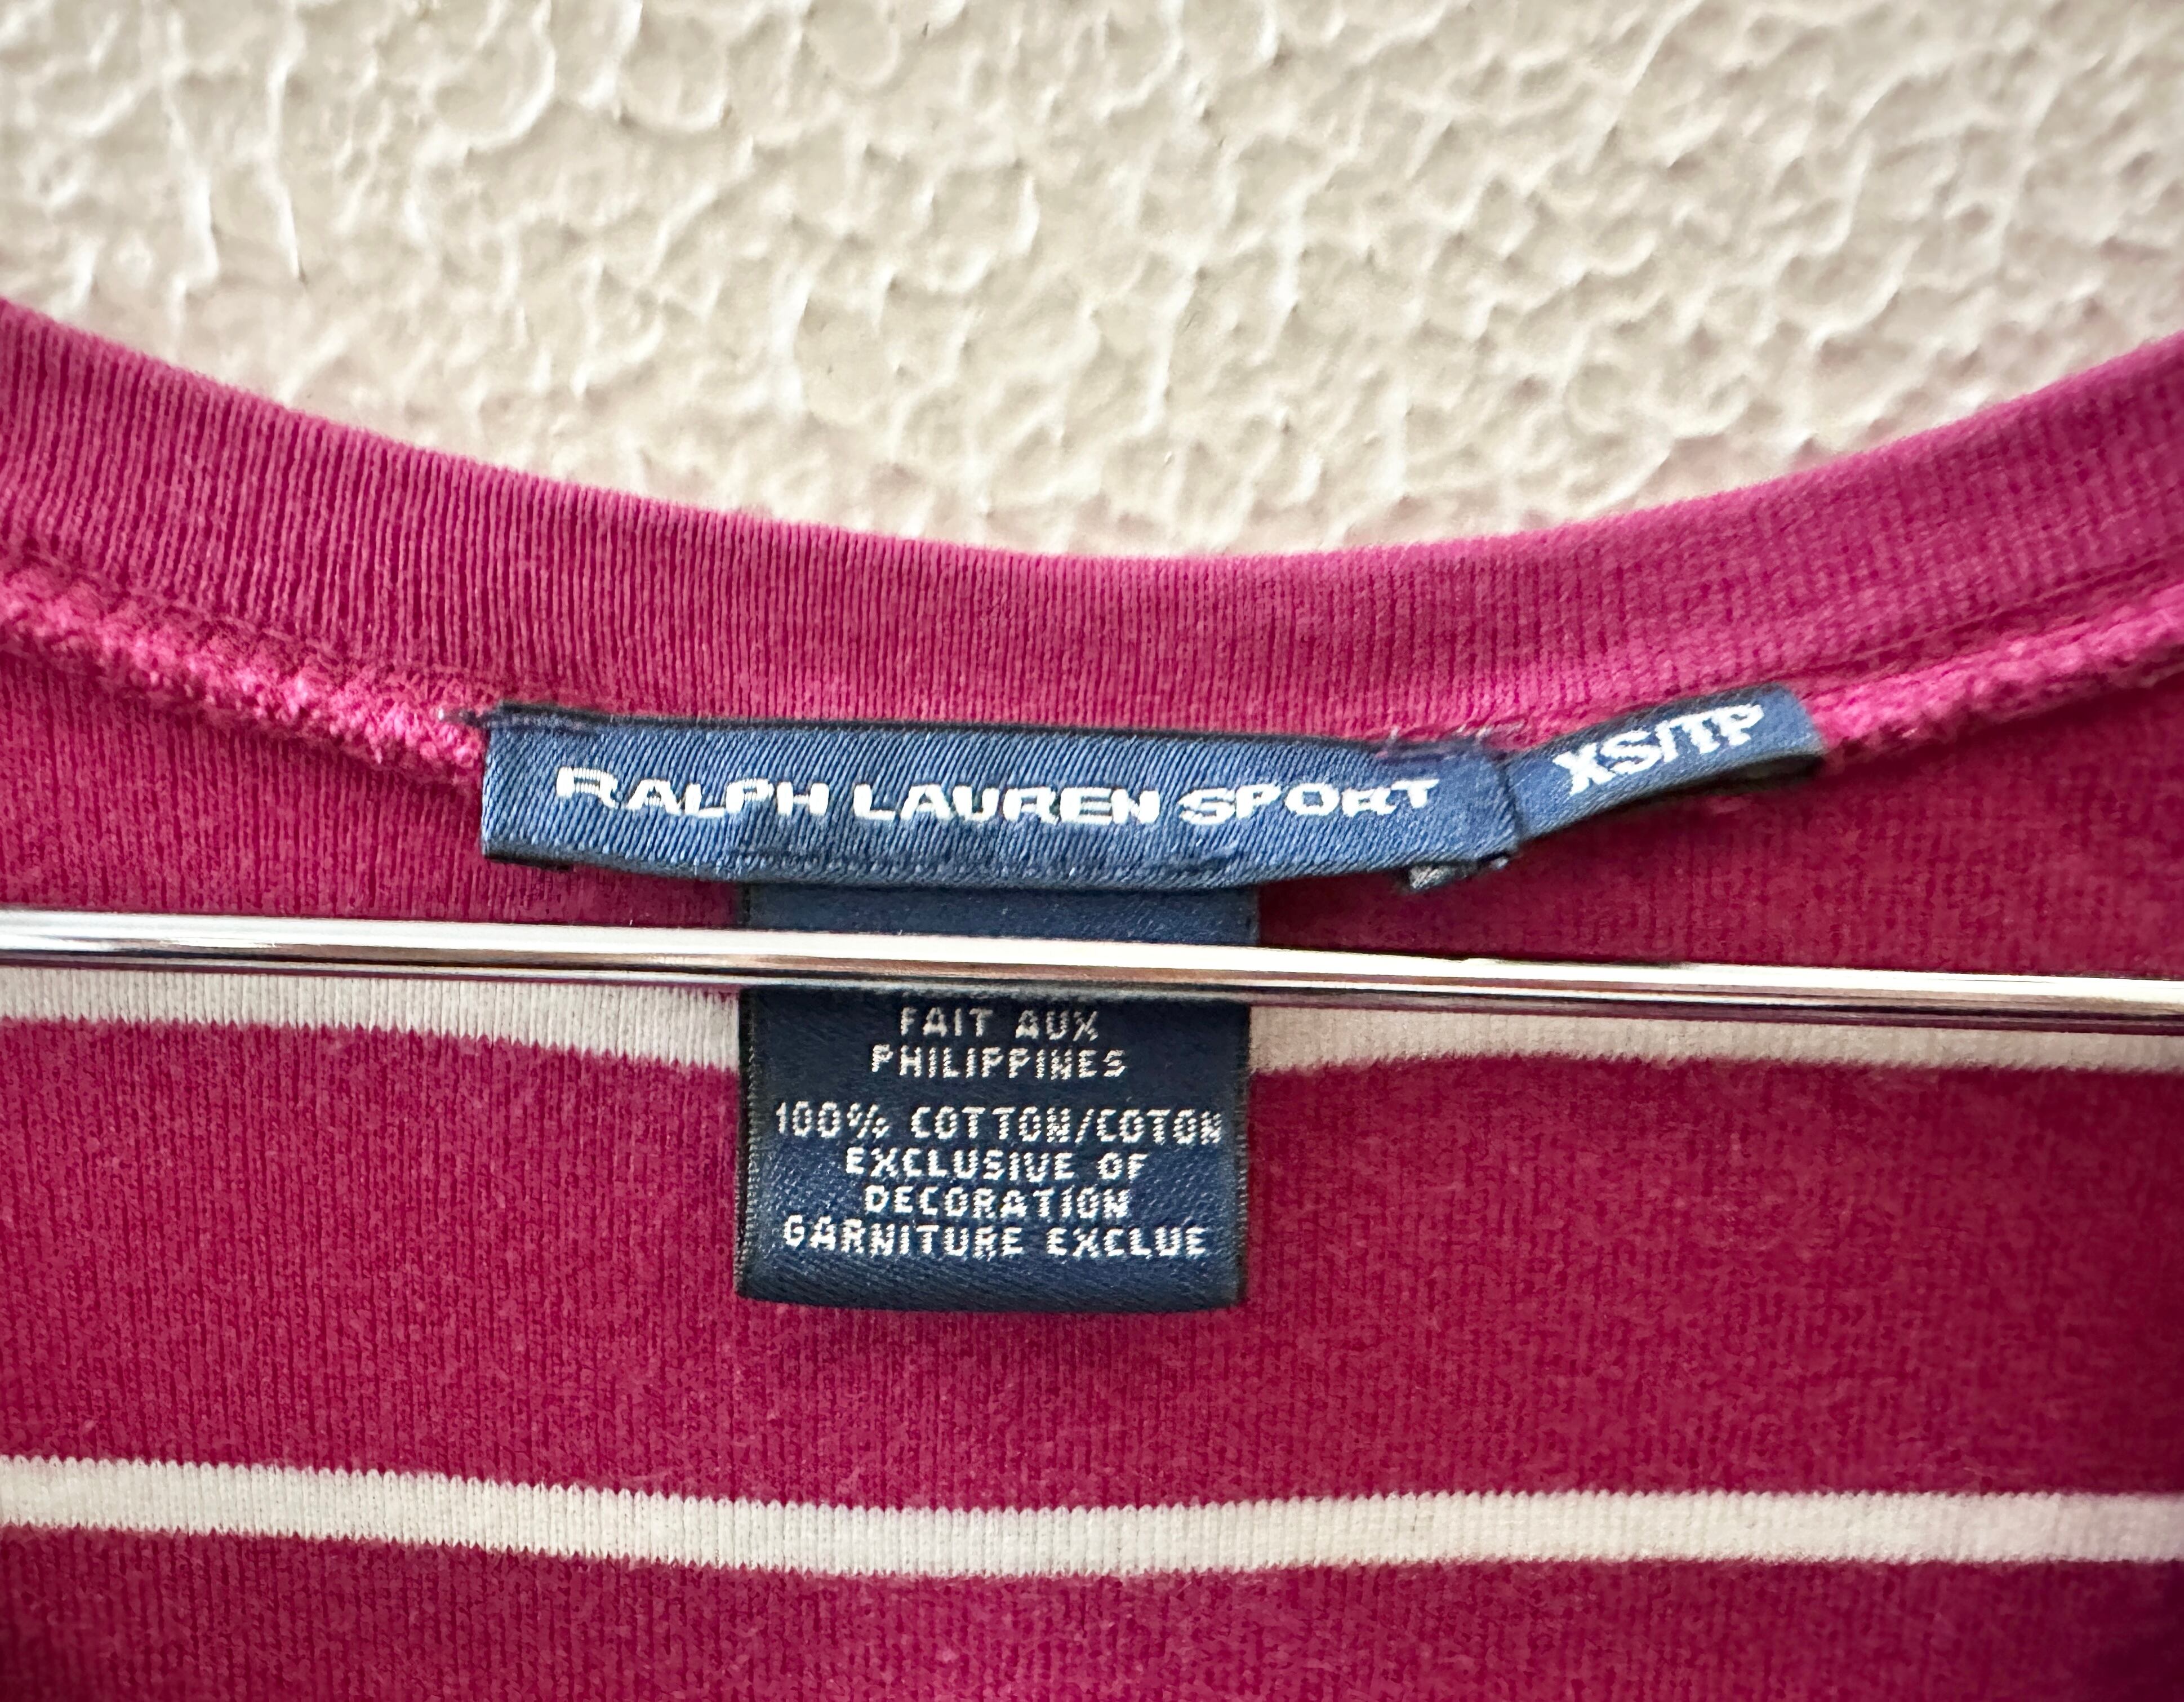 RALPH LAUREN SPORT
XS/TP
FAIT AUX
PHILIPPINES
100% COTTON/COTON
EXCLUSIVE OF
DECORATION
GARNITURE EXCLUE